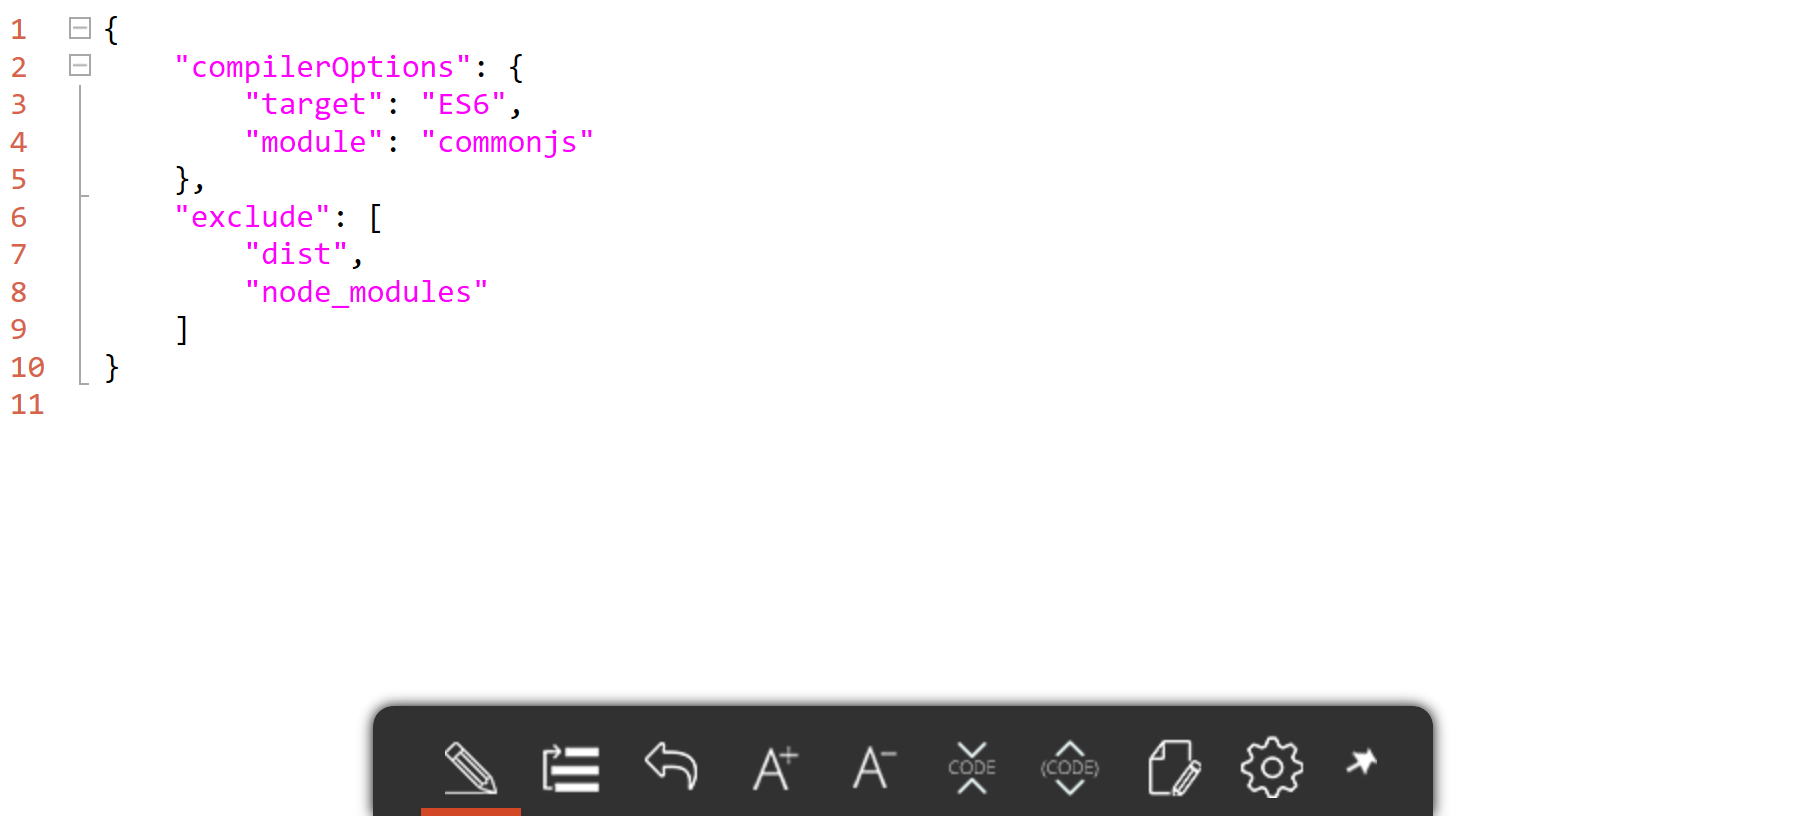 1 {
2     "compilerOptions": {
3         "target": "ES6",
4         "module": "commonjs"
5     },
6     "exclude": [
7         "dist",
8         "node_modules"
9     ]
10 }
11
A+ A- CODE (CODE)